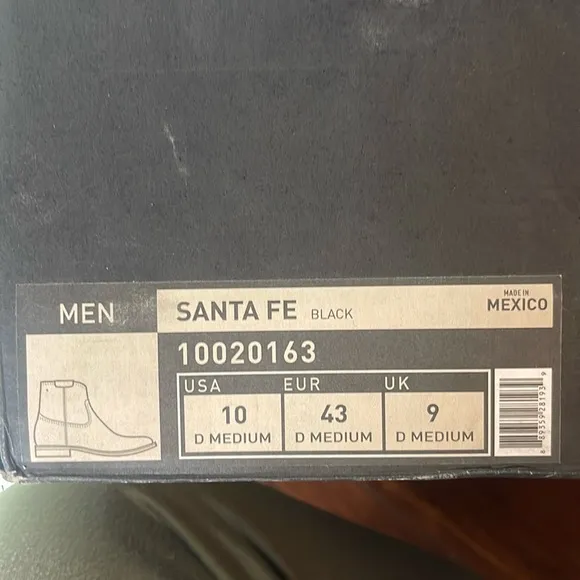 MEN
SANTA FE BLACK
MADE IN
MEXICO
10020163
USA EUR UK
10 43 9
D MEDIUM D MEDIUM D MEDIUM